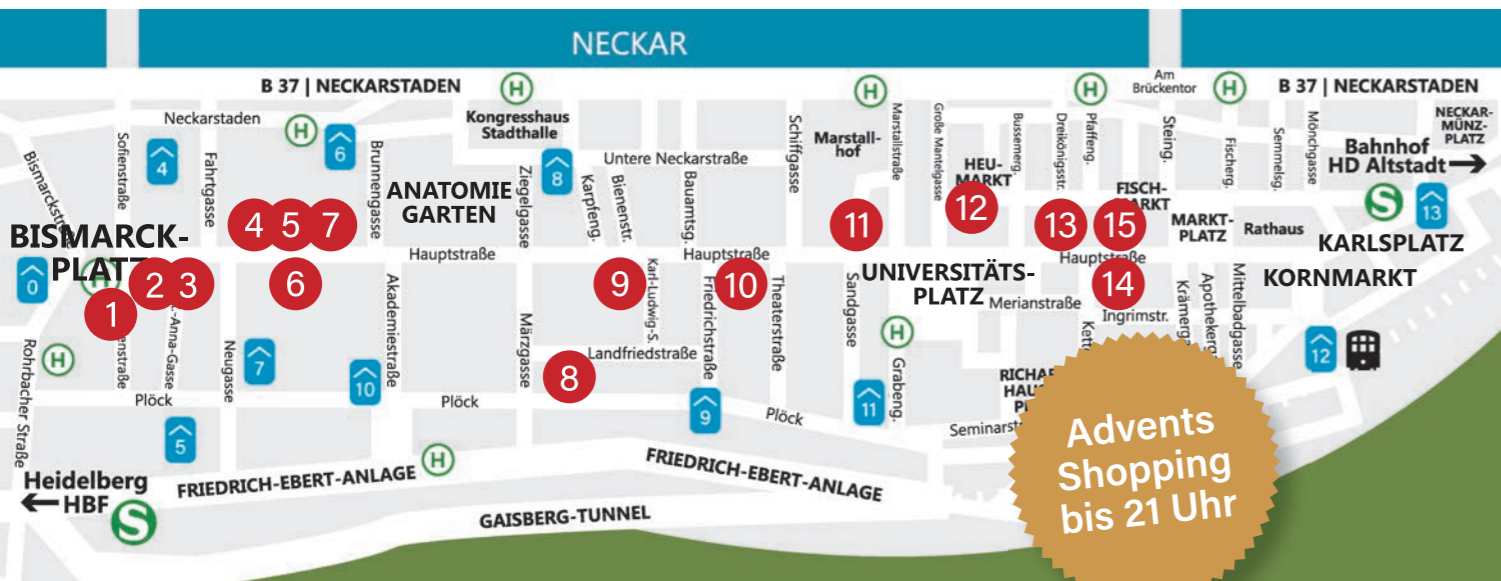 NECKAR
B 37 | NECKARSTADEN
H
H
H
H
Am
Brückentor
B 37 | NECKARSTADEN
Neckarstaden
H
Kongresshaus
Stadthalle
Schiffgasse
Marstall-
hof
Marstallstraße
Große Mantelgasse
Bussemerg.
Dreikönigsstr.
Pfaffeng.
Steing.
Fischerg.
Semmelsg.
Mönchgasse
NECKAR-
MÜNZ-
PLATZ
Bahnhof
HD Altstadt
S
13
Bismarckstraße
Sofienstraße
4
Fahrtgasse
6
Brunnengasse
ANATOMIE
GARTEN
Ziegelgasse
8
Untere Neckarstraße
Karpfeng.
Bienenstr.
Bauamtsg.
HEU-
MARKT
FISCH-
MARKT
MARKT-
PLATZ
Rathaus
KARLSPLATZ
KORNMARKT
BISMARCK-
PLATZ
4
5
7
11
12
13
15
Hauptstraße
Hauptstraße
Hauptstraße
0
H
1
2
3
6
9
10
14
UNIVERSITÄTS-
PLATZ
Merianstraße
Ingrimstr.
Akademiestraße
Märzgasse
Karl-Ludwig-S.
Friedrichstraße
Theaterstraße
Sandgasse
Mittelbadgasse
12
Rohrbacher Straße
H
-Anna-Gasse
Neugasse
7
10
Landfriedstraße
8
H
Grabeng.
11
9
Plöck
Plöck
Plöck
5
H
Heidelberg
HBF
S
FRIEDRICH-EBERT-ANLAGE
FRIEDRICH-EBERT-ANLAGE
GAISBERG-TUNNEL
Advents
Shopping
bis 21 Uhr